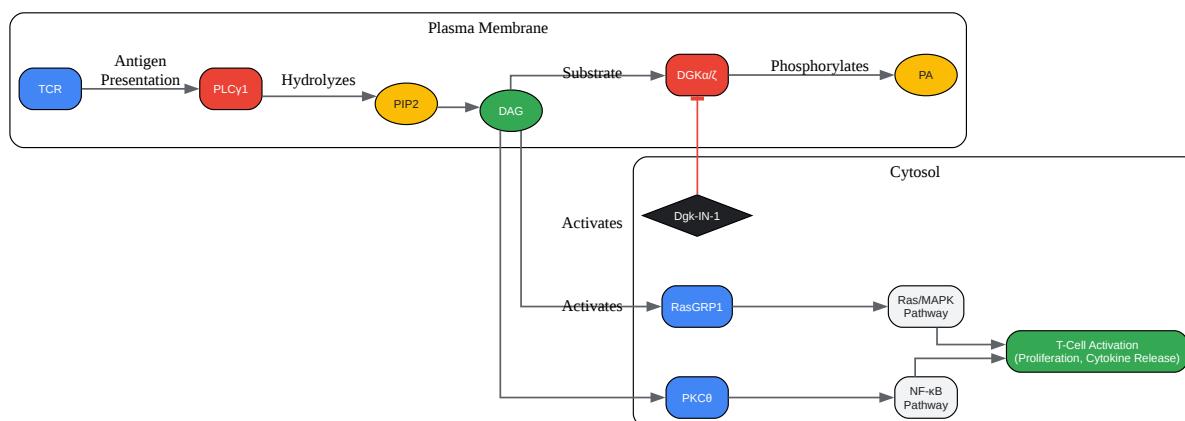 Plasma Membrane
TCR
Antigen
Presentation
PLCγ1
Hydrolyzes
PIP2
DAG
Substrate
DGKα/ζ
Phosphorylates
PA
Cytosol
Dgk-IN-1
Activates
Activates
RasGRP1
Ras/MAPK
Pathway
T-Cell Activation
(Proliferation, Cytokine Release)
PKCθ
NF-κB
Pathway